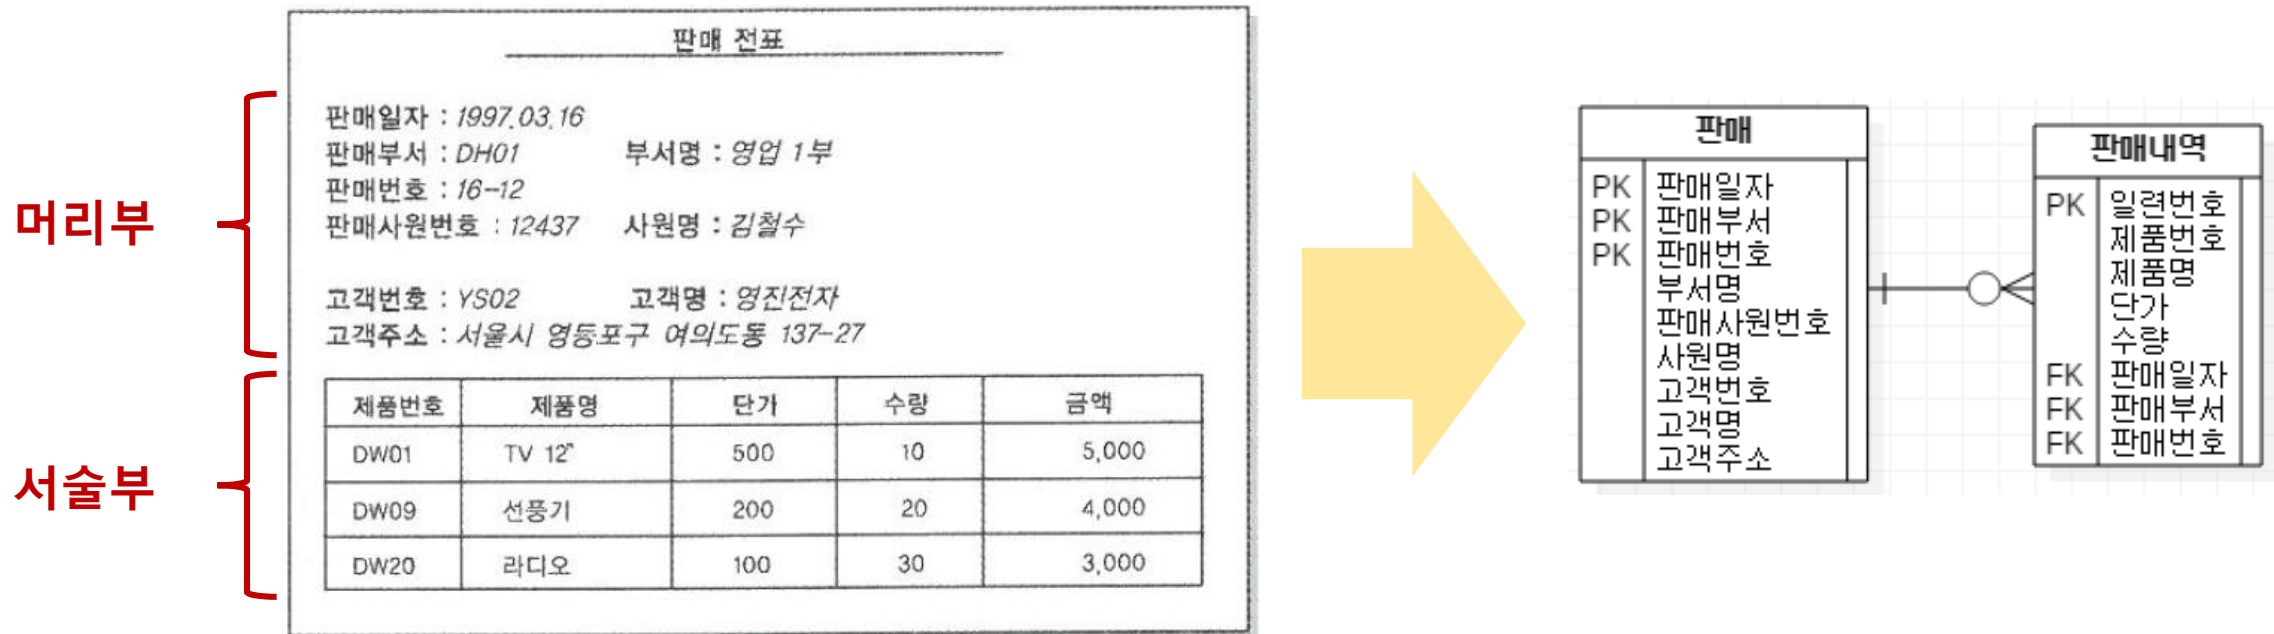 머리부
서술부
판매 전표
판매일자 : 1997.03.16
판매부서 : DH01 부서명 : 영업 1부
판매번호 : 16-12
판매사원번호 : 12437 사원명 : 김철수
고객번호 : YS02 고객명 : 영진전자
고객주소 : 서울시 영등포구 여의도동 137-27
제품번호 제품명 단가 수량 금액
DW01 TV 12" 500 10 5,000
DW09 선풍기 200 20 4,000
DW20 라디오 100 30 3,000
판매
PK 판매일자
PK 판매부서
PK 판매번호
부서명
판매사원번호
사원명
고객번호
고객명
고객주소
판매내역
PK 일련번호
제품번호
제품명
단가
수량
FK 판매일자
FK 판매부서
FK 판매번호